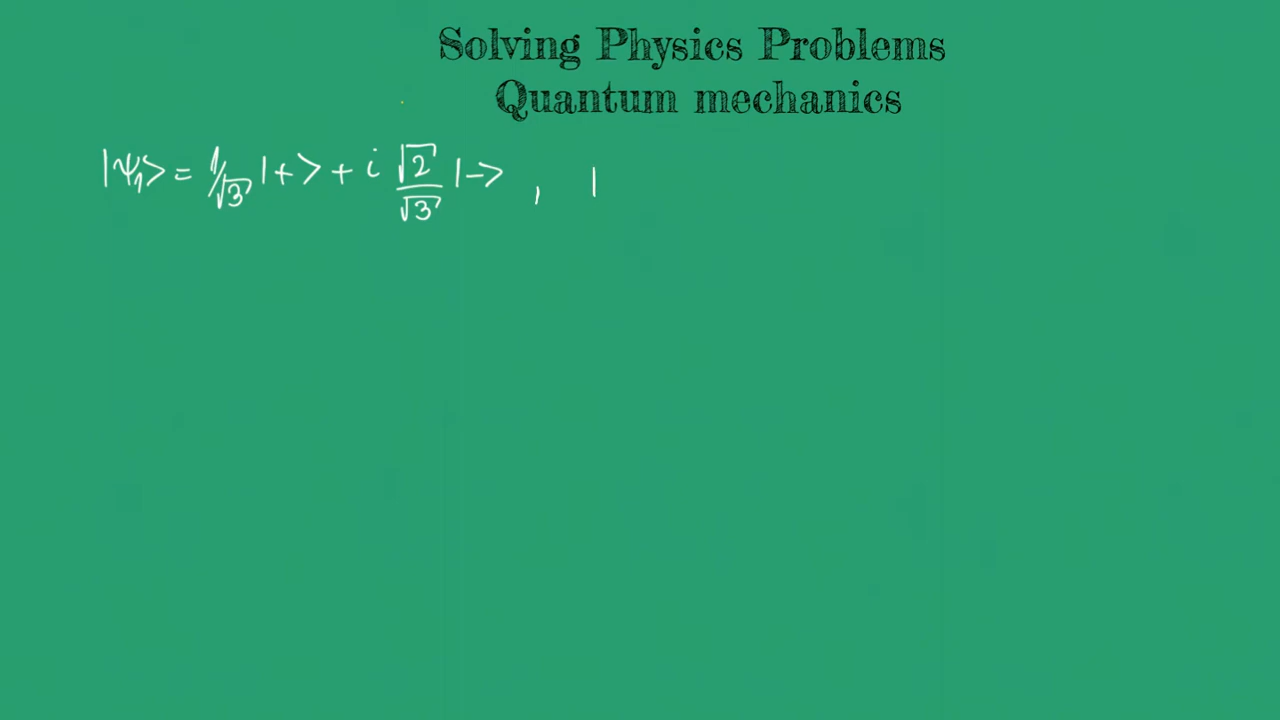 Solving Physics Problems
Quantum mechanics
|ψ₁> = 1/√3 |+> + i √2/√3 |−> , |